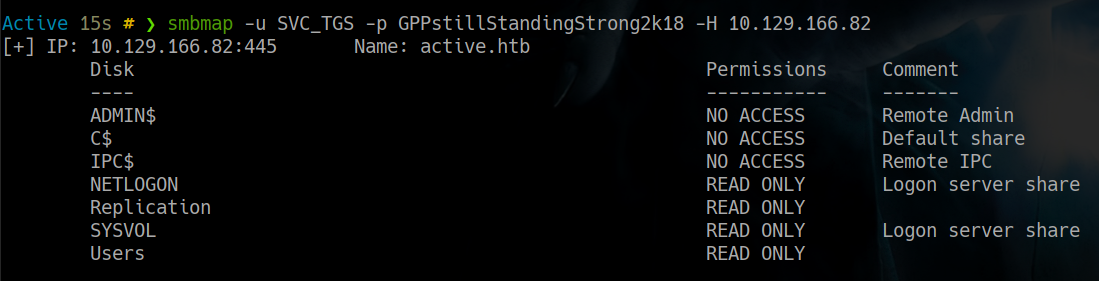 Active 15s # ❯ smbmap -u SVC_TGS -p GPPstillStandingStrong2k18 -H 10.129.166.82
[+] IP: 10.129.166.82:445 Name: active.htb
Disk Permissions Comment
---- ----------- -------
ADMIN$ NO ACCESS Remote Admin
C$ NO ACCESS Default share
IPC$ NO ACCESS Remote IPC
NETLOGON READ ONLY Logon server share
Replication READ ONLY
SYSVOL READ ONLY Logon server share
Users READ ONLY